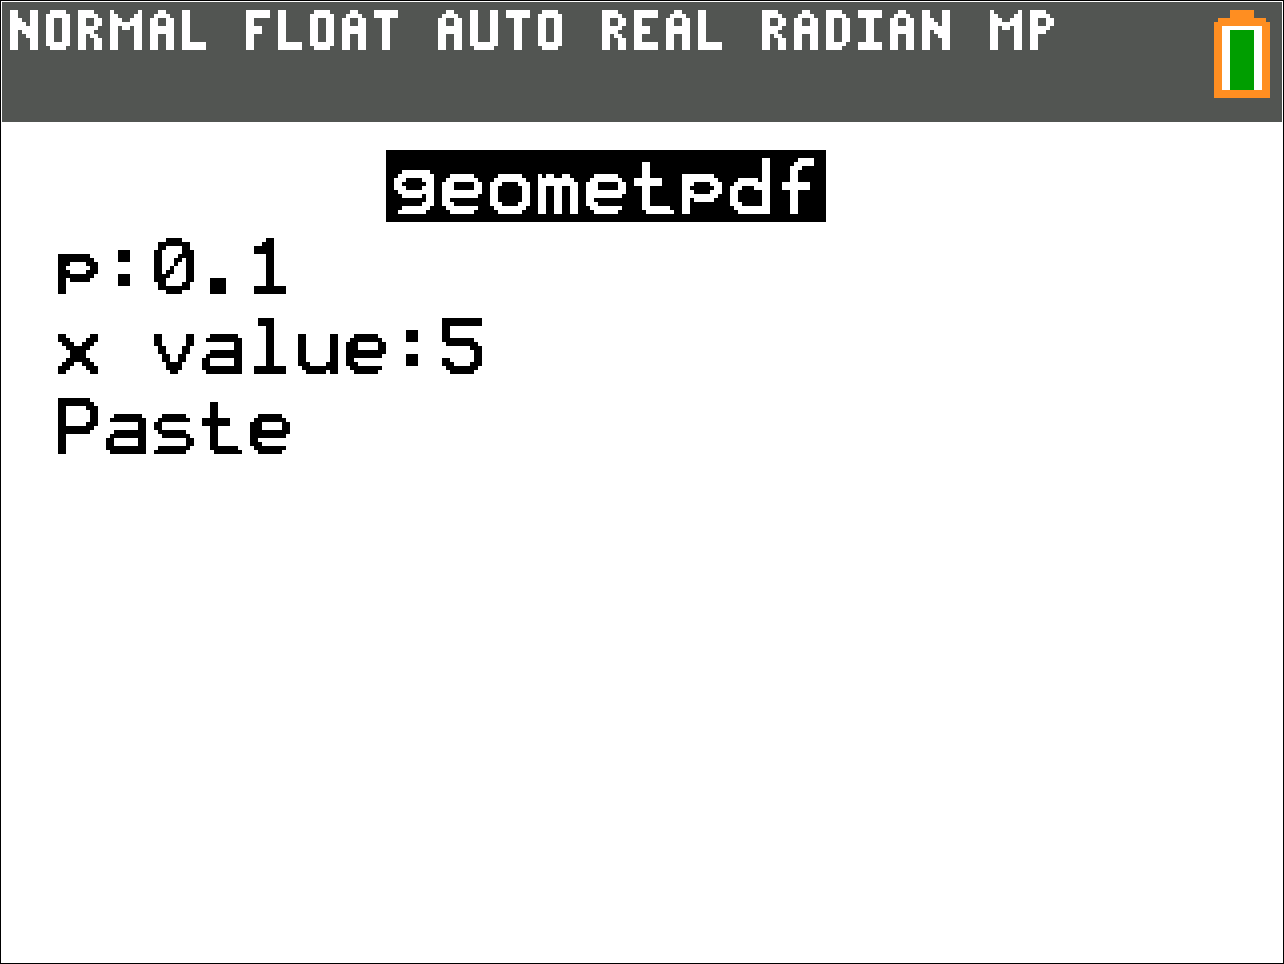 NORMAL FLOAT AUTO REAL RADIAN MP
geometpdf
p:0.1
x value:5
Paste